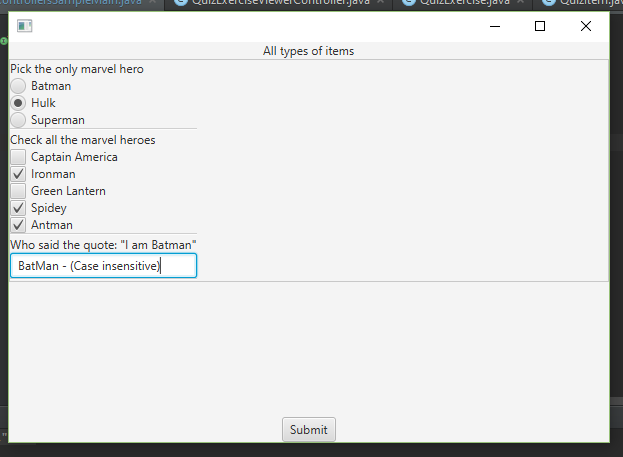 ontrollersSampleMain.java
QuizExerciseViewerController.java
QuizExercise.java
QuizItem.java
All types of items
Pick the only marvel hero
Batman
Hulk
Superman
Check all the marvel heroes
Captain America
Ironman
Green Lantern
Spidey
Antman
Who said the quote: "I am Batman"
BatMan - (Case insensitive)
Submit